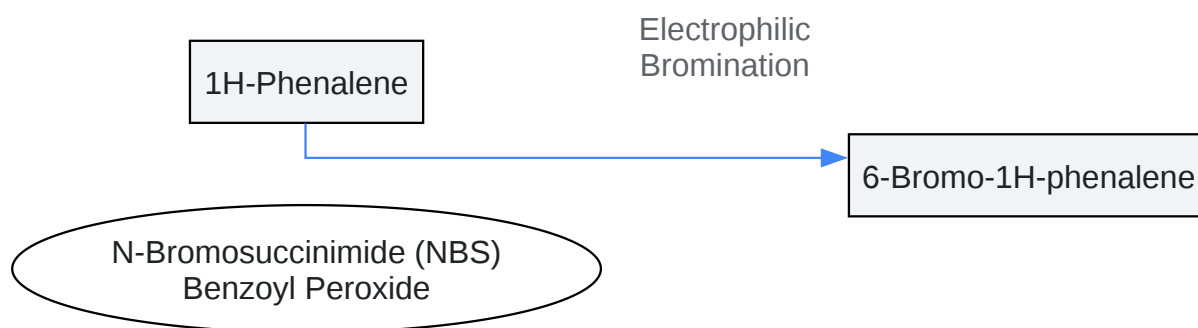 Electrophilic
Bromination
1H-Phenalene
6-Bromo-1H-phenalene
N-Bromosuccinimide (NBS)
Benzoyl Peroxide